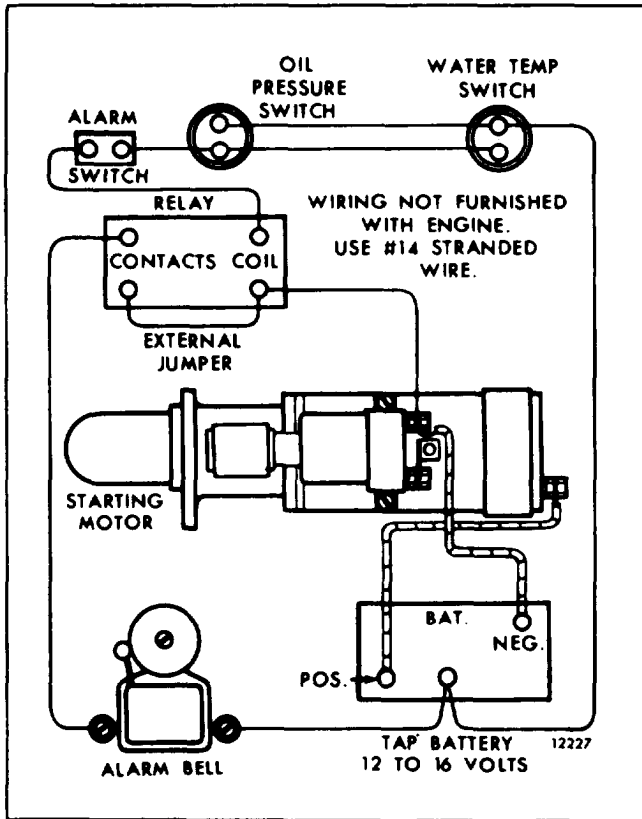 OIL
PRESSURE
SWITCH
WATER TEMP
SWITCH
ALARM
SWITCH
RELAY
WIRING NOT FURNISHED
WITH ENGINE.
USE #14 STRANDED
WIRE.
CONTACTS COIL
EXTERNAL
JUMPER
STARTING
MOTOR
BAT.
NEG.
POS.
TAP BATTERY
12 TO 16 VOLTS
12227
ALARM BELL